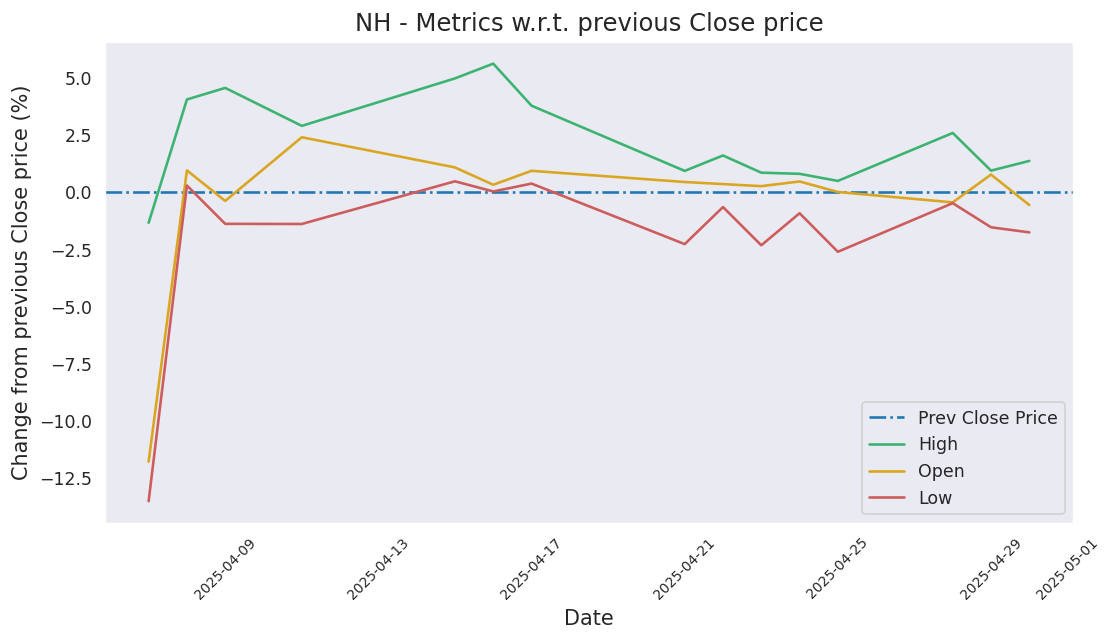 NH - Metrics w.r.t. previous Close price
Change from previous Close price (%)
5.0
2.5
0.0
−2.5
−5.0
−7.5
−10.0
−12.5
Prev Close Price
High
Open
Low
2025-04-09
2025-04-13
2025-04-17
2025-04-21
2025-04-25
2025-04-29
2025-05-01
Date